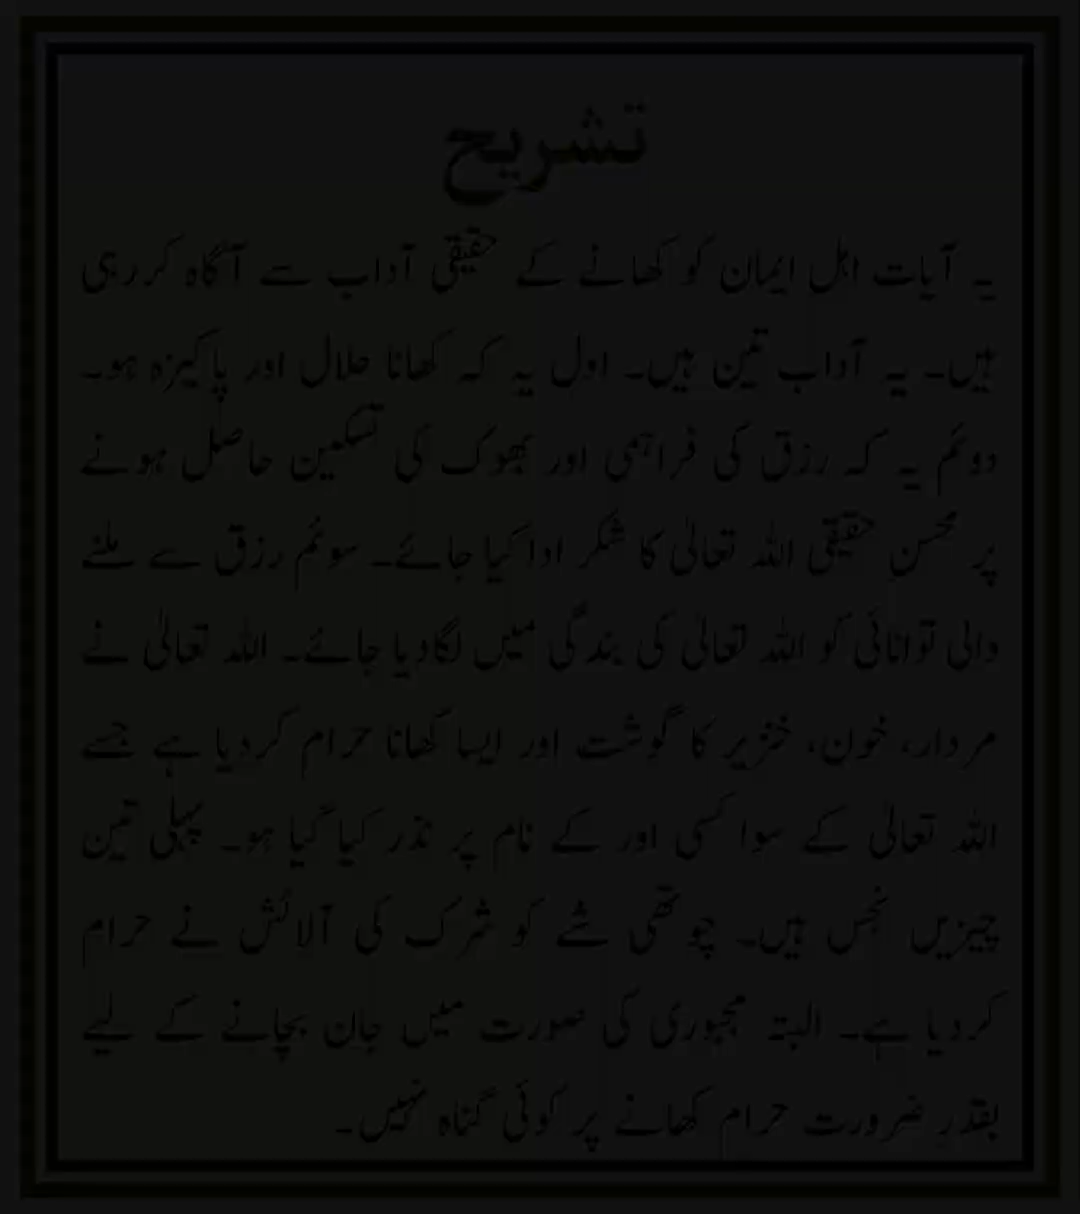 تشریح
یہ آیات اہل ایمان کو کھانے کے حقیقی آداب سے آگاہ کر رہی
ہیں۔ یہ آداب تین ہیں۔ اول یہ کہ کھانا حلال اور پاکیزہ ہو۔
دوئم یہ کہ رزق کی فراہمی اور بھوک کی تسکین حاصل ہونے
پر محسن حقیقی اللہ تعالیٰ کا شکر ادا کیا جائے۔ سوئم رزق سے ملنے
والی توانائی کو اللہ تعالیٰ کی بندگی میں لگادیا جائے۔ اللہ تعالیٰ نے
مردار، خون، خنزیر کا گوشت اور ایسا کھانا حرام کردیا ہے جسے
اللہ تعالیٰ کے سوا کسی اور کے نام پر نذر کیا گیا ہو۔ پہلی تین
چیزیں نجس ہیں۔ چوتھی شے کو شرک کی آلائش نے حرام
کردیا ہے۔ البتہ مجبوری کی صورت میں جان بچانے کے لیے
بقدرِ ضرورت حرام کھانے پر کوئی گناہ نہیں۔